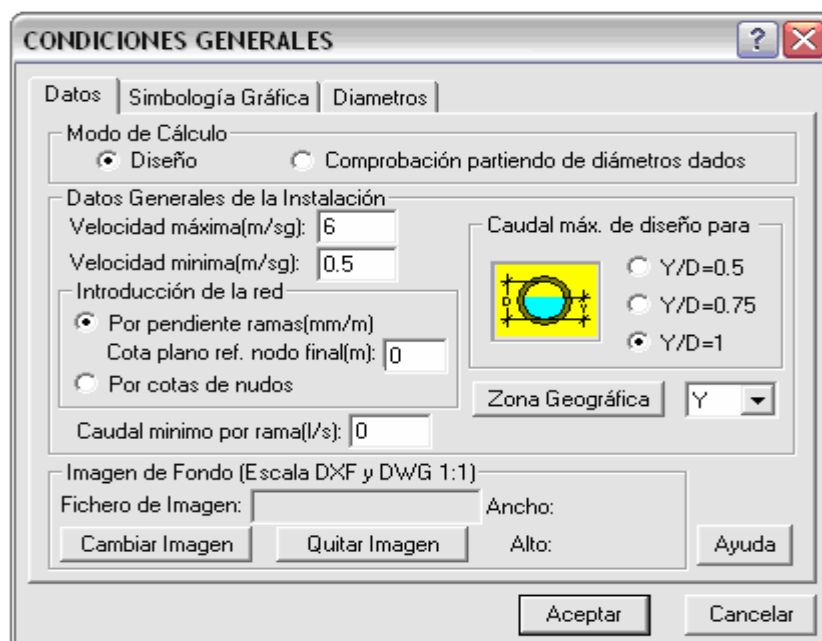 CONDICIONES GENERALES
?
Datos
Simbología Gráfica
Diametros
Modo de Cálculo
Diseño
Comprobación partiendo de diámetros dados
Datos Generales de la Instalación
Velocidad máxima(m/sg): 6
Velocidad minima(m/sg): 0.5
Introducción de la red
Por pendiente ramas(mm/m)
Cota plano ref. nodo final(m): 0
Por cotas de nudos
Caudal minimo por rama(l/s): 0
Caudal máx. de diseño para
D
Y
Y/D=0.5
Y/D=0.75
Y/D=1
Zona Geográfica
Y
Imagen de Fondo (Escala DXF y DWG 1:1)
Fichero de Imagen:
Ancho:
Cambiar Imagen
Quitar Imagen
Alto:
Ayuda
Aceptar
Cancelar